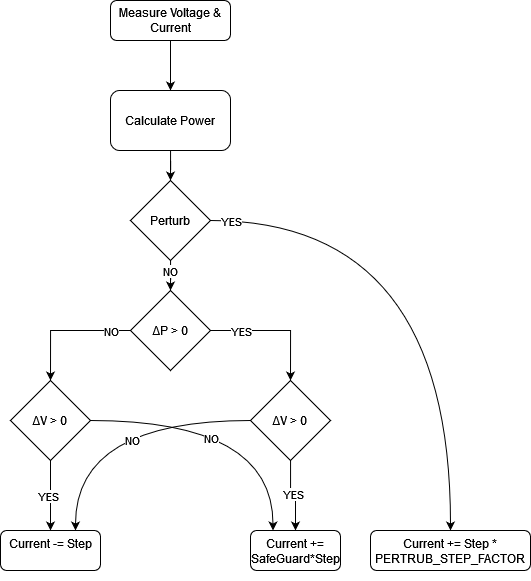 Measure Voltage &
Current
Calculate Power
Perturb
YES
NO
ΔP > 0
NO
YES
ΔV > 0
ΔV > 0
NO
NO
YES
YES
Current -= Step
Current +=
SafeGuard*Step
Current += Step *
PERTRUB_STEP_FACTOR